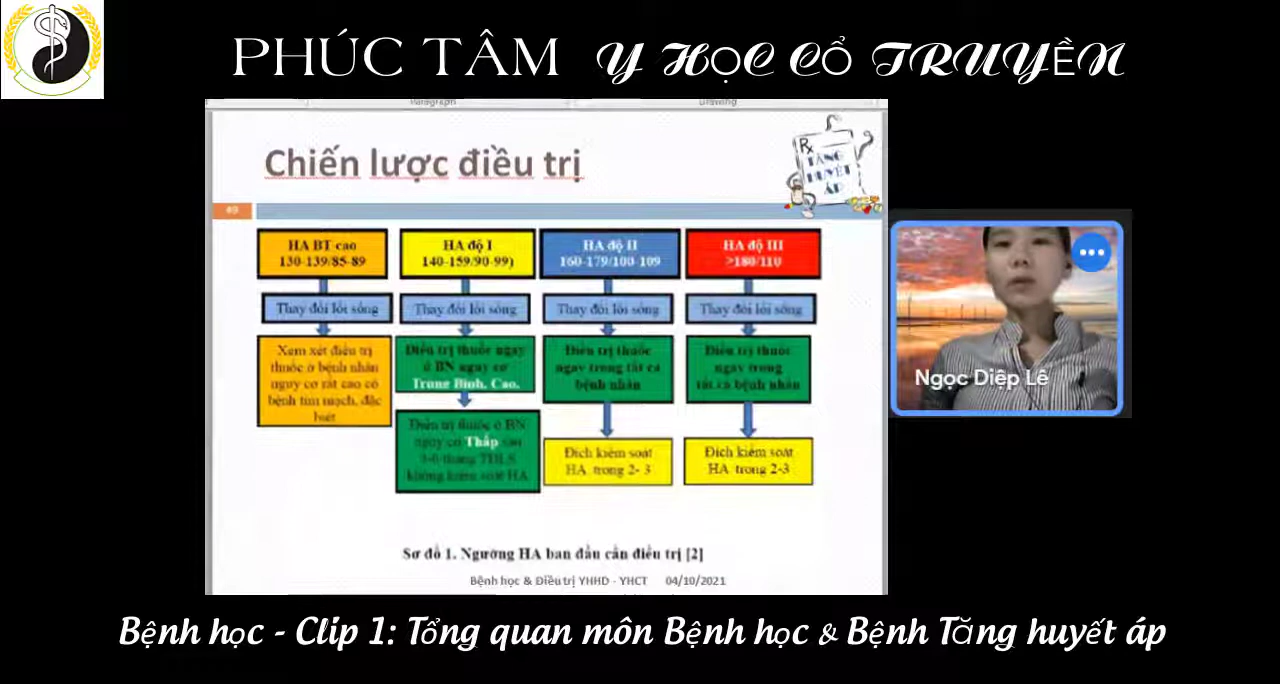 PHÚC TÂM Y HỌC CỔ TRUYỀN
Paragraph
Drawing
Chiến lược điều trị
Rx
TĂNG
HUYẾT
ÁP
49
HA BT cao
130-139/85-89
HA độ I
140-159/90-99)
HA độ II
160-179/100-109
HA độ III
>180/110
Thay đổi lối sống
Thay đổi lối sống
Thay đổi lối sống
Thay đổi lối sống
Xem xét điều trị
thuốc ở bệnh nhân
nguy cơ rất cao có
bệnh tim mạch, đặc
biệt
Điều trị thuốc ngay
ở BN nguy cơ
Trung Bình, Cao,
Điều trị thuốc ở BN
nguy cơ Thấp sau
3-6 tháng TĐLS
không kiểm soát HA
Điều trị thuốc
ngay trong tất cả
bệnh nhân
Đích kiểm soát
HA trong 2- 3
Điều trị thuốc
ngay trong
tất cả bệnh nhân
Đích kiểm soát
HA trong 2-3
Sơ đồ 1. Ngưỡng HA ban đầu cần điều trị [2]
Bệnh học & Điều trị YHHD - YHCT 04/10/2021
Ngọc Diệp Lê
Bệnh học - Clip 1: Tổng quan môn Bệnh học & Bệnh Tăng huyết áp